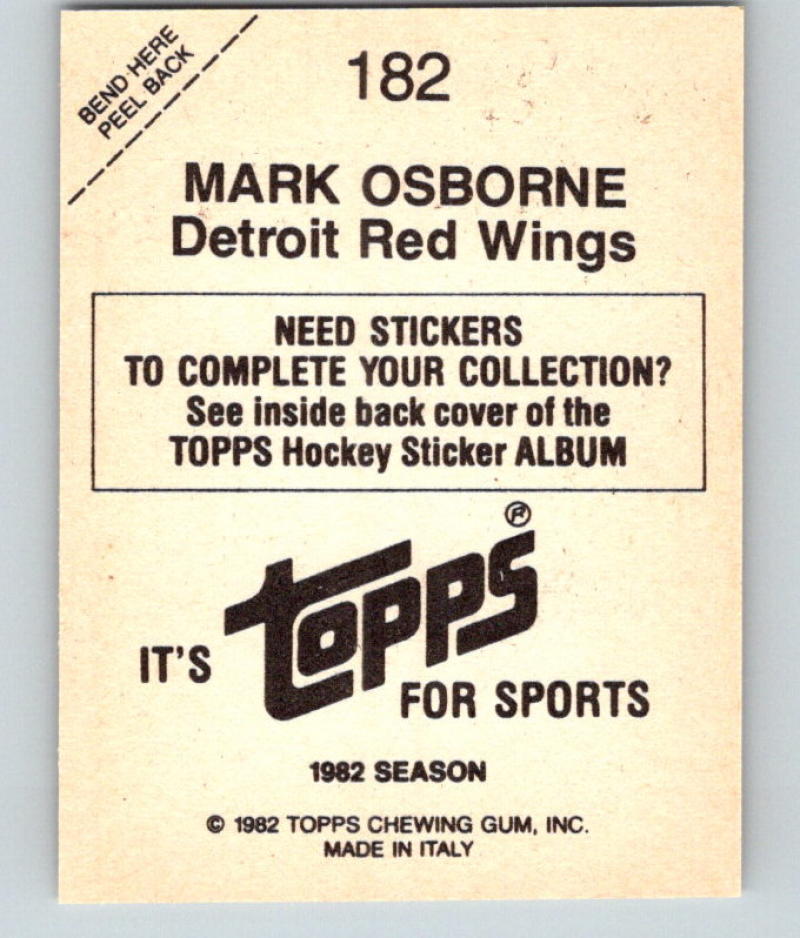 BEND HERE
PEEL BACK
182
MARK OSBORNE
Detroit Red Wings
NEED STICKERS
TO COMPLETE YOUR COLLECTION?
See inside back cover of the
TOPPS Hockey Sticker ALBUM
IT'S topps® FOR SPORTS
1982 SEASON
© 1982 TOPPS CHEWING GUM, INC.
MADE IN ITALY